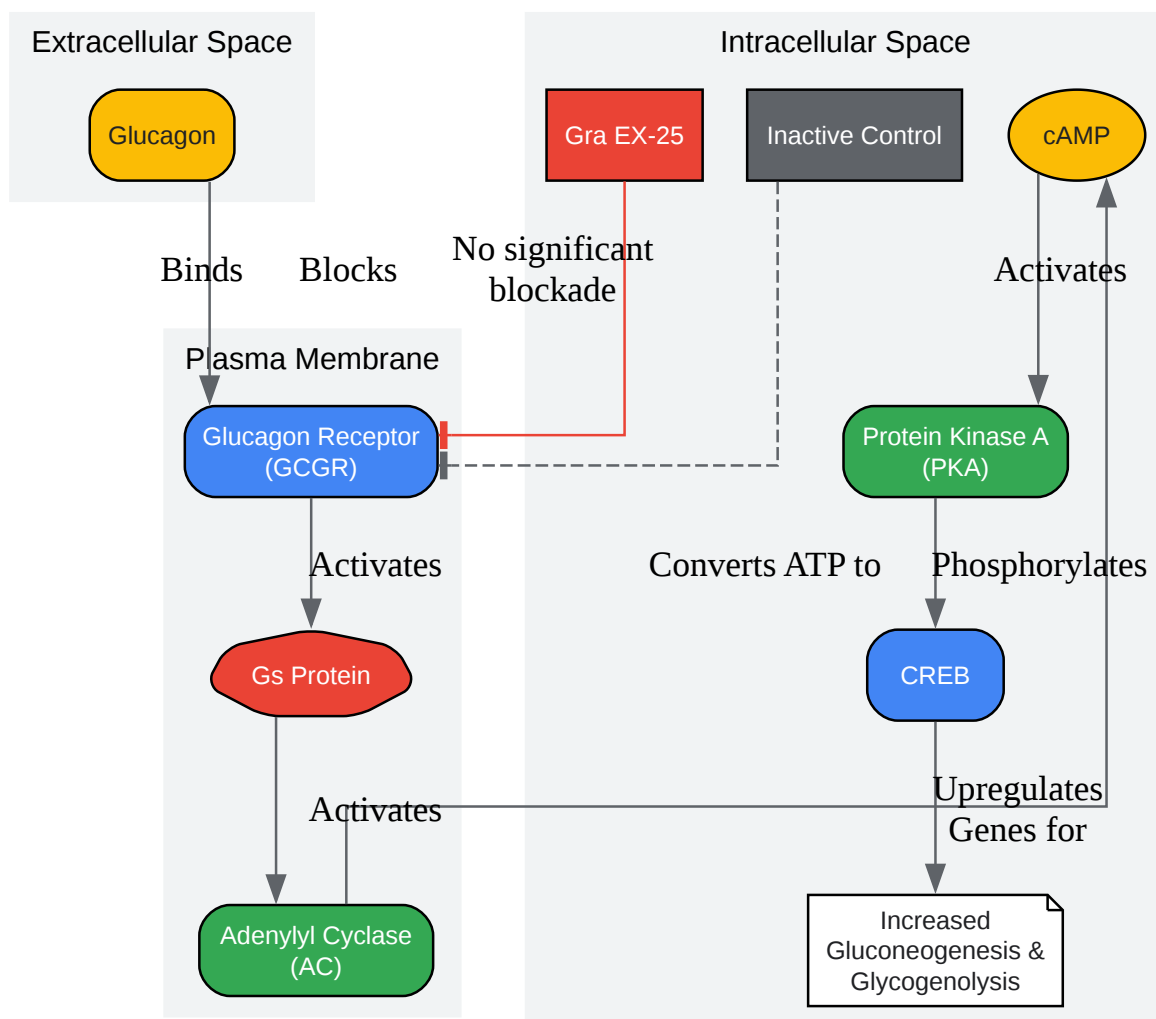 Extracellular Space
Intracellular Space
Glucagon
Gra EX-25
Inactive Control
cAMP
Binds
Blocks
No significant
blockade
Activates
Plasma Membrane
Glucagon Receptor
(GCGR)
Protein Kinase A
(PKA)
Activates
Converts ATP to
Phosphorylates
Gs Protein
CREB
Activates
Upregulates
Genes for
Adenylyl Cyclase
(AC)
Increased
Gluconeogenesis &
Glycogenolysis